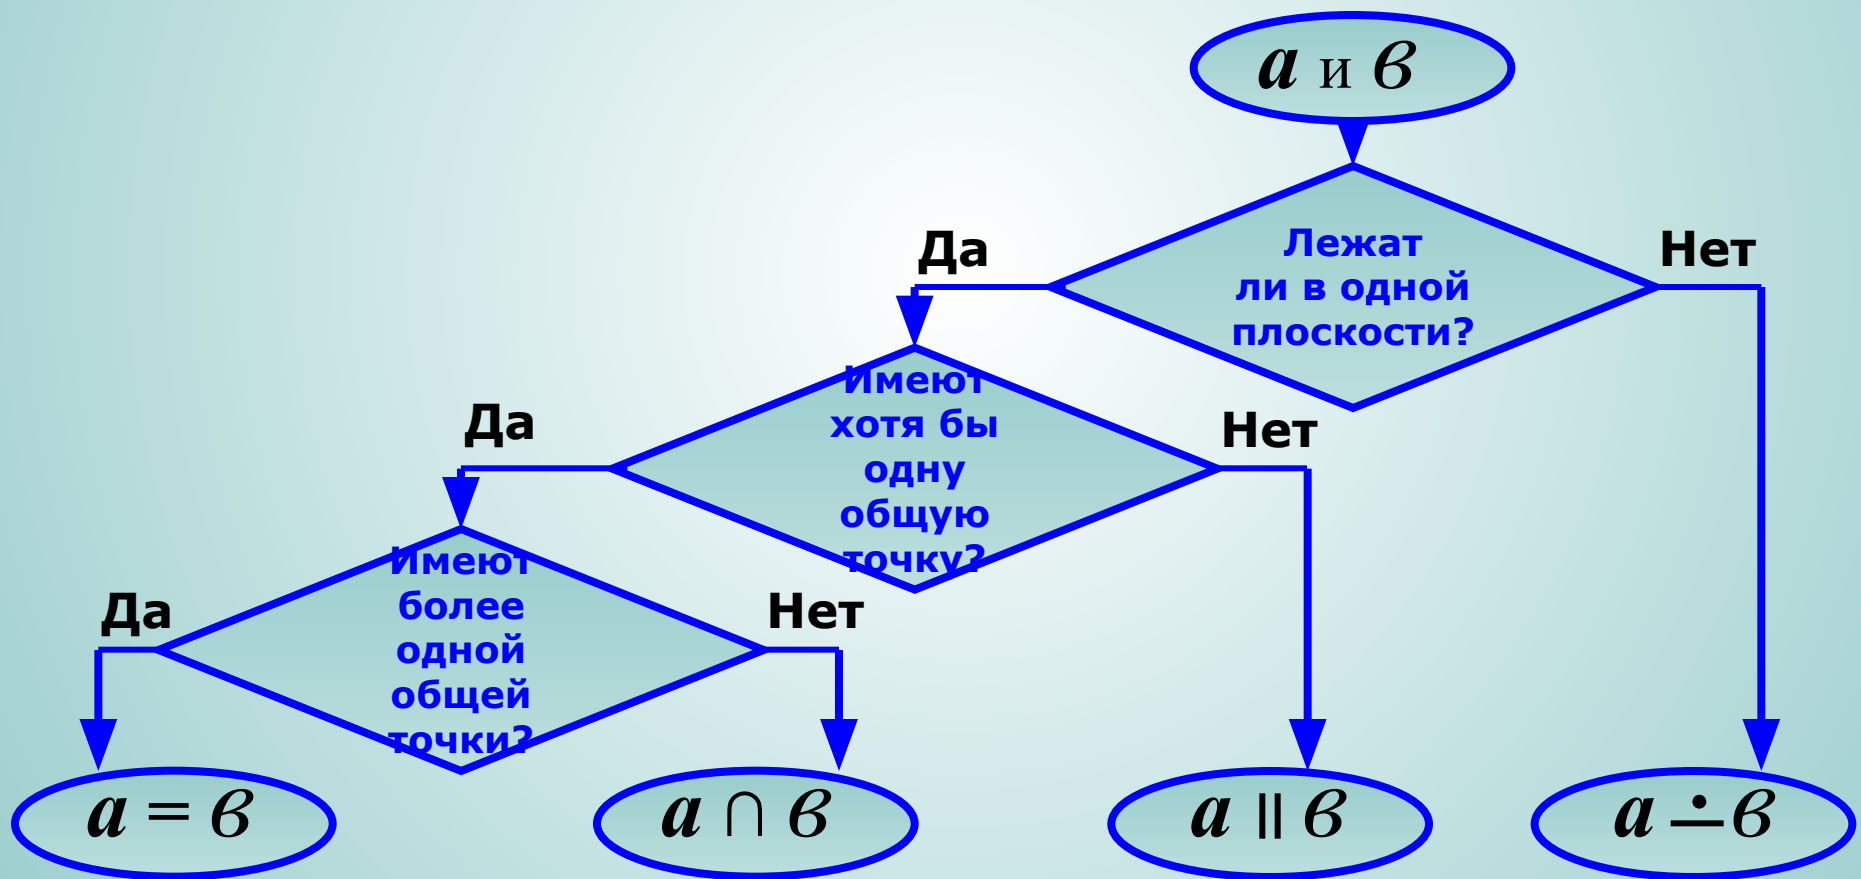 а и в
Да
Лежат
ли в одной
плоскости?
Нет
Да
Имеют
хотя бы
одну
общую
точку?
Нет
Да
Имеют
более
одной
общей
точки?
Нет
а = в
а ∩ в
а || в
а ∸ в